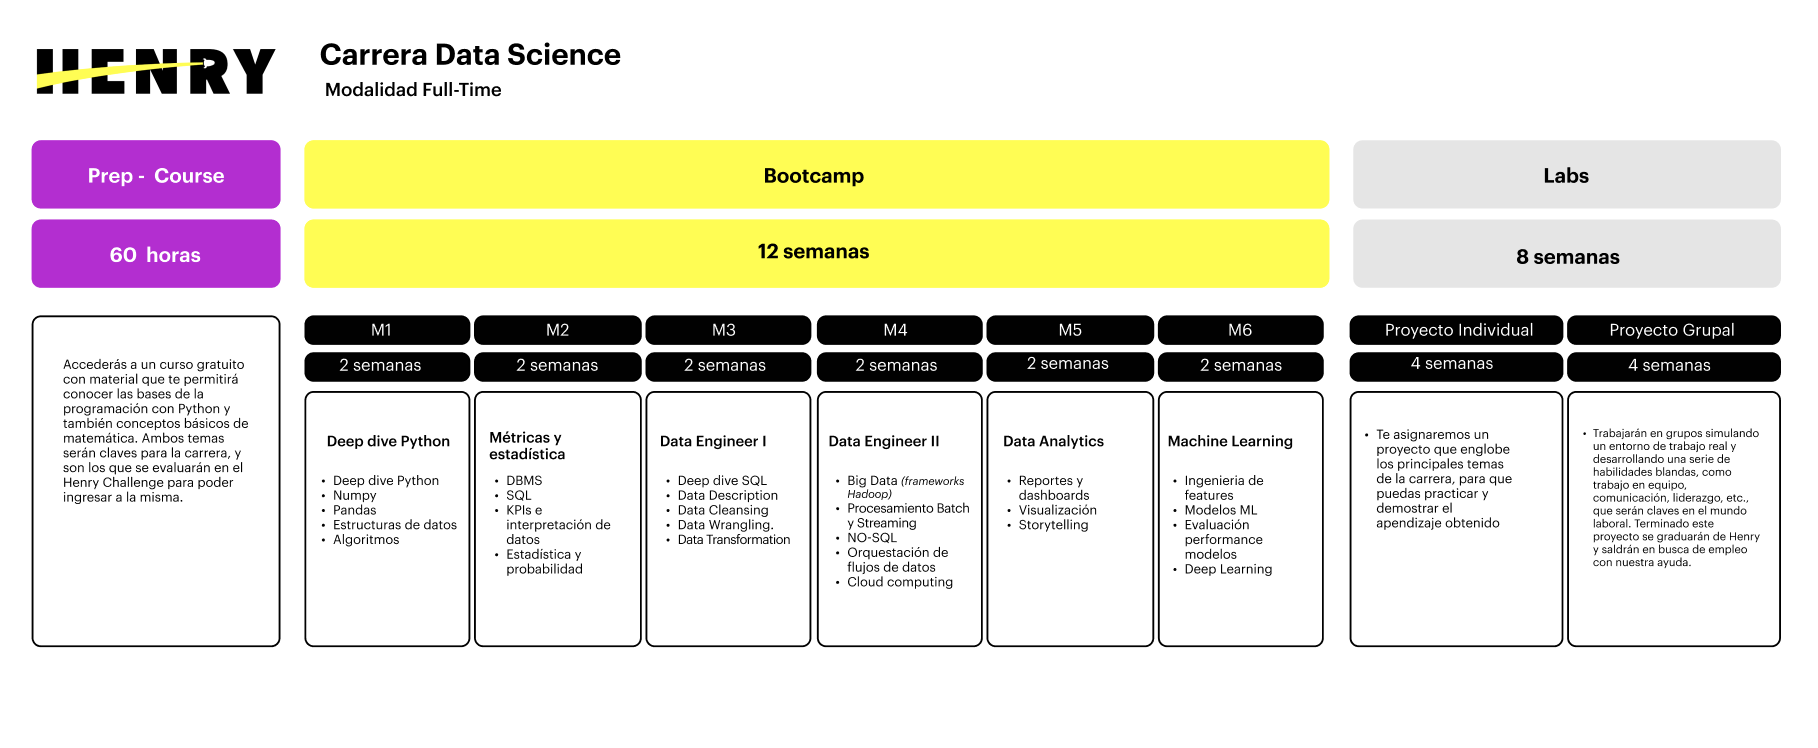 HENRY
Carrera Data Science
Modalidad Full-Time
Prep - Course
60 horas
Accederás a un curso gratuito
con material que te permitirá
conocer las bases de la
programación con Python y
también conceptos básicos de
matemática. Ambos temas
serán claves para la carrera, y
son los que se evaluarán en el
Henry Challenge para poder
ingresar a la misma.
Bootcamp
12 semanas
M1
2 semanas
Deep dive Python
• Deep dive Python
• Numpy
• Pandas
• Estructuras de datos
• Algoritmos
M2
2 semanas
Métricas y
estadística
• DBMS
• SQL
• KPIs e
interpretación de
datos
• Estadística y
probabilidad
M3
2 semanas
Data Engineer I
• Deep dive SQL
• Data Description
• Data Cleansing
• Data Wrangling.
• Data Transformation
M4
2 semanas
Data Engineer II
• Big Data (frameworks
Hadoop)
• Procesamiento Batch
y Streaming
• NO-SQL
• Orquestación de
flujos de datos
• Cloud computing
M5
2 semanas
Data Analytics
• Reportes y
dashboards
• Visualización
• Storytelling
M6
2 semanas
Machine Learning
• Ingenieria de
features
• Modelos ML
• Evaluación
performance
modelos
• Deep Learning
Labs
8 semanas
Proyecto Individual
4 semanas
• Te asignaremos un
proyecto que englobe
los principales temas
de la carrera, para que
puedas practicar y
demostrar el
apendizaje obtenido
Proyecto Grupal
4 semanas
• Trabajarán en grupos simulando
un entorno de trabajo real y
desarrollando una serie de
habilidades blandas, como
trabajo en equipo,
comunicación, liderazgo, etc.,
que serán claves en el mundo
laboral. Terminado este
proyecto se graduarán de Henry
y saldrán en busca de empleo
con nuestra ayuda.